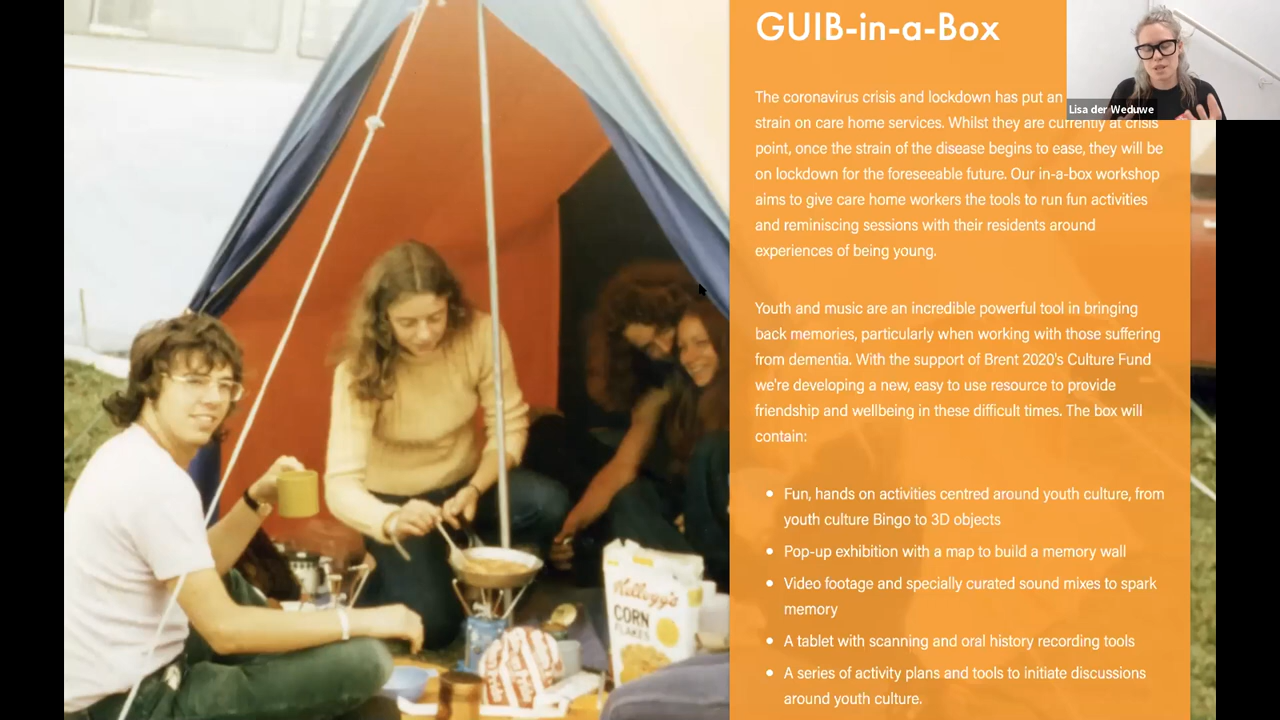 GUIB-in-a-Box
The coronavirus crisis and lockdown has put an
strain on care home services. Whilst they are currently at crisis
point, once the strain of the disease begins to ease, they will be
on lockdown for the foreseeable future. Our in-a-box workshop
aims to give care home workers the tools to run fun activities
and reminiscing sessions with their residents around
experiences of being young.
Youth and music are an incredible powerful tool in bringing
back memories, particularly when working with those suffering
from dementia. With the support of Brent 2020's Culture Fund
we're developing a new, easy to use resource to provide
friendship and wellbeing in these difficult times. The box will
contain:
• Fun, hands on activities centred around youth culture, from
youth culture Bingo to 3D objects
• Pop-up exhibition with a map to build a memory wall
• Video footage and specially curated sound mixes to spark
memory
• A tablet with scanning and oral history recording tools
• A series of activity plans and tools to initiate discussions
around youth culture.
Lisa der Weduwe
Kellogg's
CORN
FLAKES